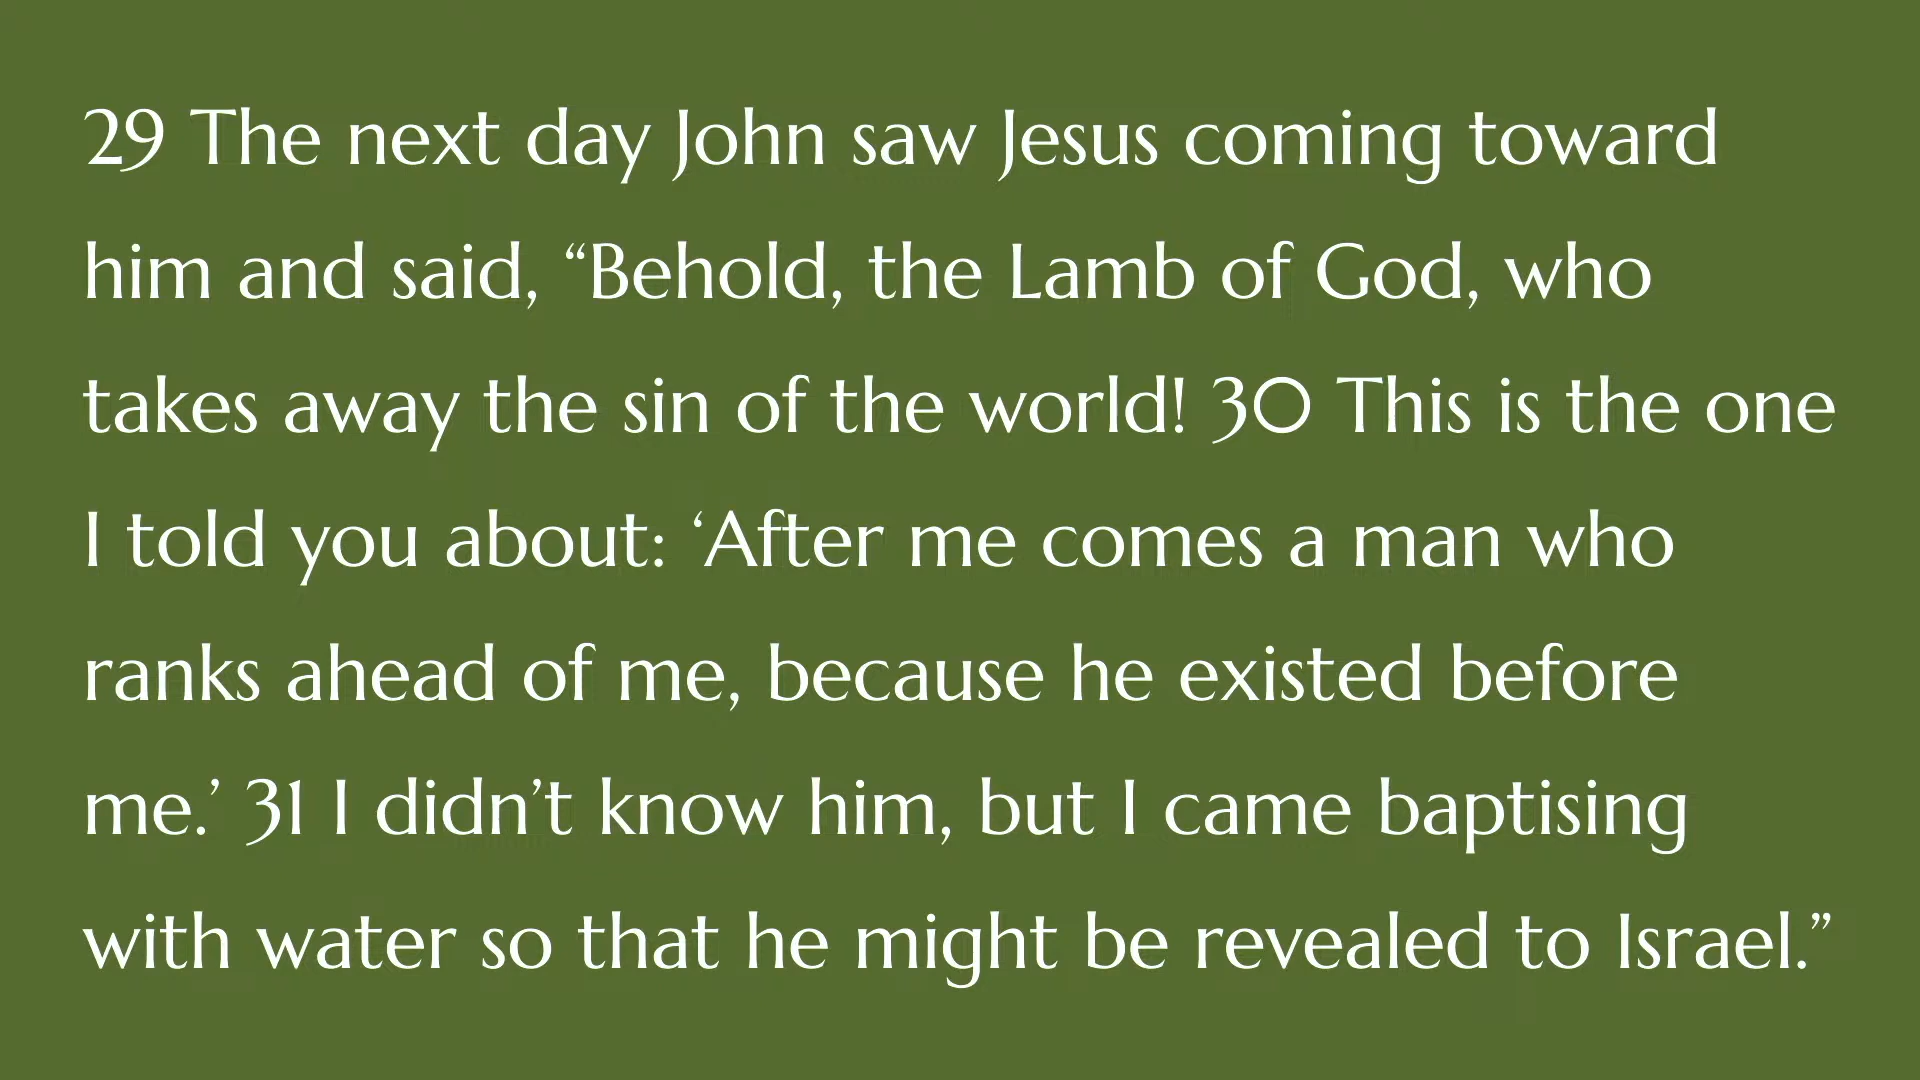 29 The next day John saw Jesus coming toward
him and said, “Behold, the Lamb of God, who
takes away the sin of the world! 30 This is the one
I told you about: ‘After me comes a man who
ranks ahead of me, because he existed before
me.’ 31 I didn’t know him, but I came baptising
with water so that he might be revealed to Israel.”